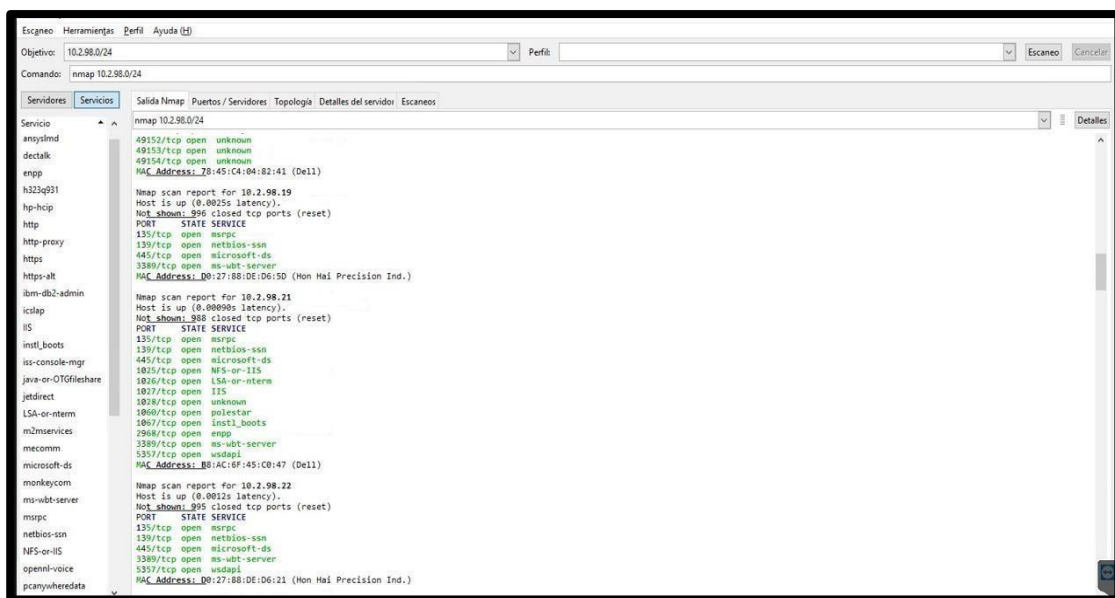 Escaneo Herramientas Perfil Ayuda (H)
Objetivo: 10.2.98.0/24 Perfil: Escaneo Cancelar
Comando: nmap 10.2.98.0/24
Servidores Servicios
Salida Nmap Puertos / Servidores Topología Detalles del servidor Escaneos
nmap 10.2.98.0/24 Detalles
Servicio
ansyslmd
dectalk
enpp
h323q931
hp-hcip
http
http-proxy
https
https-alt
ibm-db2-admin
icslap
IIS
instl_boots
iss-console-mgr
java-or-OTGfileshare
jetdirect
LSA-or-nterm
m2mservices
mecomm
microsoft-ds
monkeycom
ms-wbt-server
msrpc
netbios-ssn
NFS-or-IIS
opennl-voice
pcanywheredata
49152/tcp open unknown
49153/tcp open unknown
49154/tcp open unknown
MAC Address: 78:45:C4:04:82:41 (Dell)
Nmap scan report for 10.2.98.19
Host is up (0.0025s latency).
Not shown: 996 closed tcp ports (reset)
PORT STATE SERVICE
135/tcp open msrpc
139/tcp open netbios-ssn
445/tcp open microsoft-ds
3389/tcp open ms-wbt-server
MAC Address: D0:27:88:DE:D6:5D (Hon Hai Precision Ind.)
Nmap scan report for 10.2.98.21
Host is up (0.00090s latency).
Not shown: 988 closed tcp ports (reset)
PORT STATE SERVICE
135/tcp open msrpc
139/tcp open netbios-ssn
445/tcp open microsoft-ds
1025/tcp open NFS-or-IIS
1026/tcp open LSA-or-nterm
1027/tcp open IIS
1028/tcp open unknown
1060/tcp open polestar
1067/tcp open instl_boots
2968/tcp open enpp
3389/tcp open ms-wbt-server
5357/tcp open wsdapi
MAC Address: B8:AC:6F:45:C0:47 (Dell)
Nmap scan report for 10.2.98.22
Host is up (0.0012s latency).
Not shown: 995 closed tcp ports (reset)
PORT STATE SERVICE
135/tcp open msrpc
139/tcp open netbios-ssn
445/tcp open microsoft-ds
3389/tcp open ms-wbt-server
5357/tcp open wsdapi
MAC Address: D0:27:88:DE:D6:21 (Hon Hai Precision Ind.)